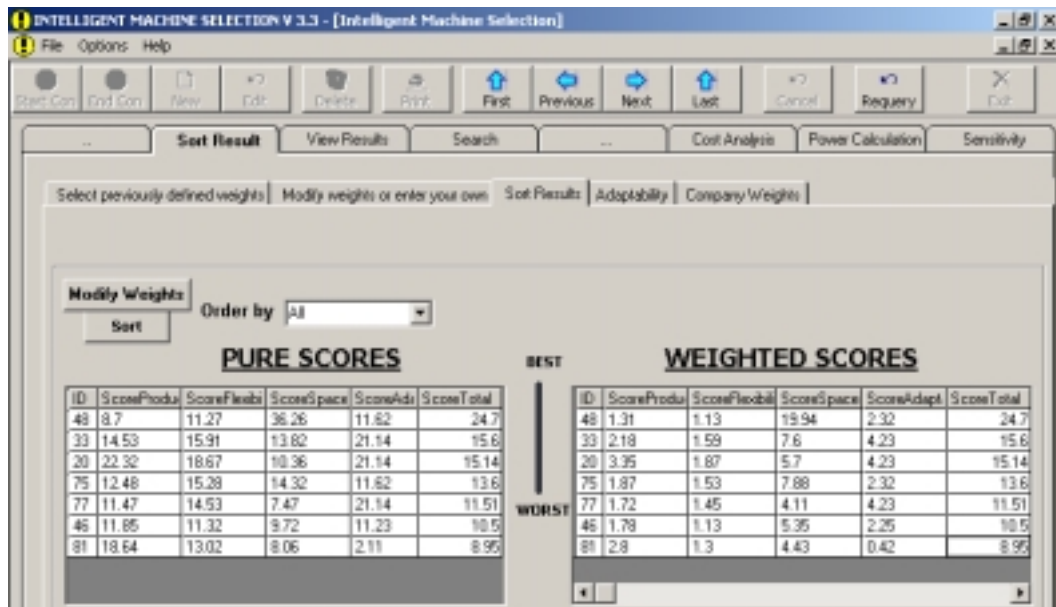 INTELLIGENT MACHINE SELECTION V 3.3 - [Intelligent Machine Selection]
File Options Help
Start Con End Con New Edit Delete Print First Previous Next Last Cancel Requery Exit
.. Sort Result View Results Search ... Cost Analysis Power Calculation Sensitivity
Select previously defined weights Modify weights or enter your own Sort Results Adaptability Company Weights
Modify Weights
Sort
Order by All
PURE SCORES
BEST
WEIGHTED SCORES
ID ScoreProdu ScoreFlexibi ScoreSpace ScoreAda ScoreTotal
48 8.7 11.27 36.26 11.62 24.7
33 14.53 15.91 13.82 21.14 15.6
20 22.32 18.67 10.36 21.14 15.14
75 12.48 15.28 14.32 11.62 13.6
77 11.47 14.53 7.47 21.14 11.51
46 11.85 11.32 9.72 11.23 10.5
81 18.64 13.02 8.06 2.11 8.95
WORST
ID ScoreProdu ScoreFlexibili ScoreSpace ScoreAdapt ScoreTotal
48 1.31 1.13 19.94 2.32 24.7
33 2.18 1.59 7.6 4.23 15.6
20 3.35 1.87 5.7 4.23 15.14
75 1.87 1.53 7.88 2.32 13.6
77 1.72 1.45 4.11 4.23 11.51
46 1.78 1.13 5.35 2.25 10.5
81 2.8 1.3 4.43 0.42 8.95